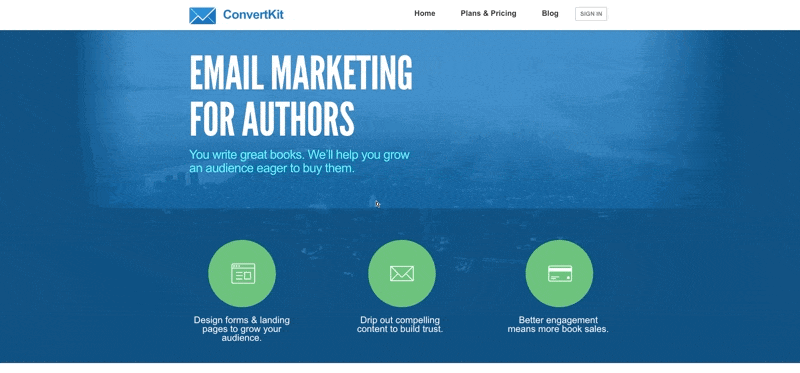 ConvertKit
Home
Plans & Pricing
Blog
SIGN IN
EMAIL MARKETING
FOR AUTHORS
You write great books. We'll help you grow
an audience eager to buy them.
Design forms & landing
pages to grow your
audience.
Drip out compelling
content to build trust.
Better engagement
means more book sales.